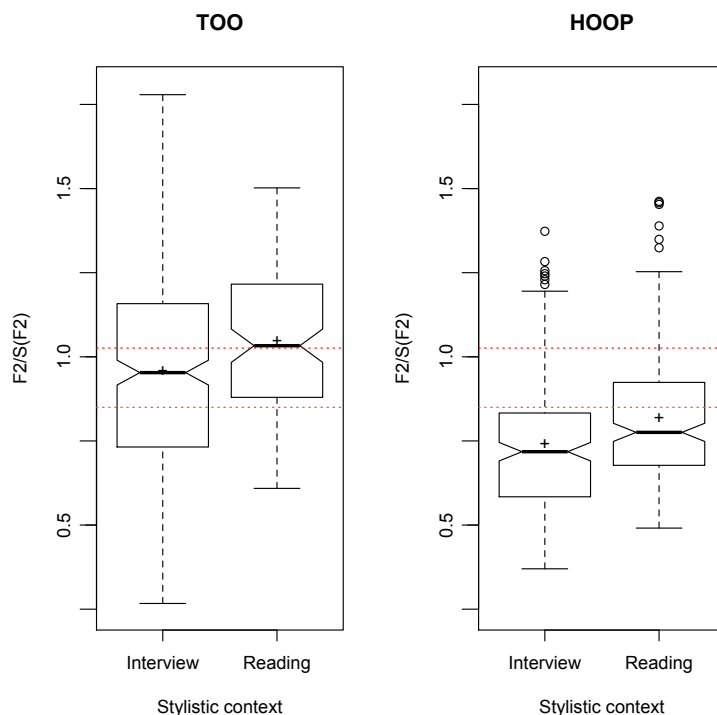 TOO
F2/S(F2)
1.5
1.0
0.5
Interview Reading
Stylistic context
HOOP
F2/S(F2)
1.5
1.0
0.5
Interview Reading
Stylistic context